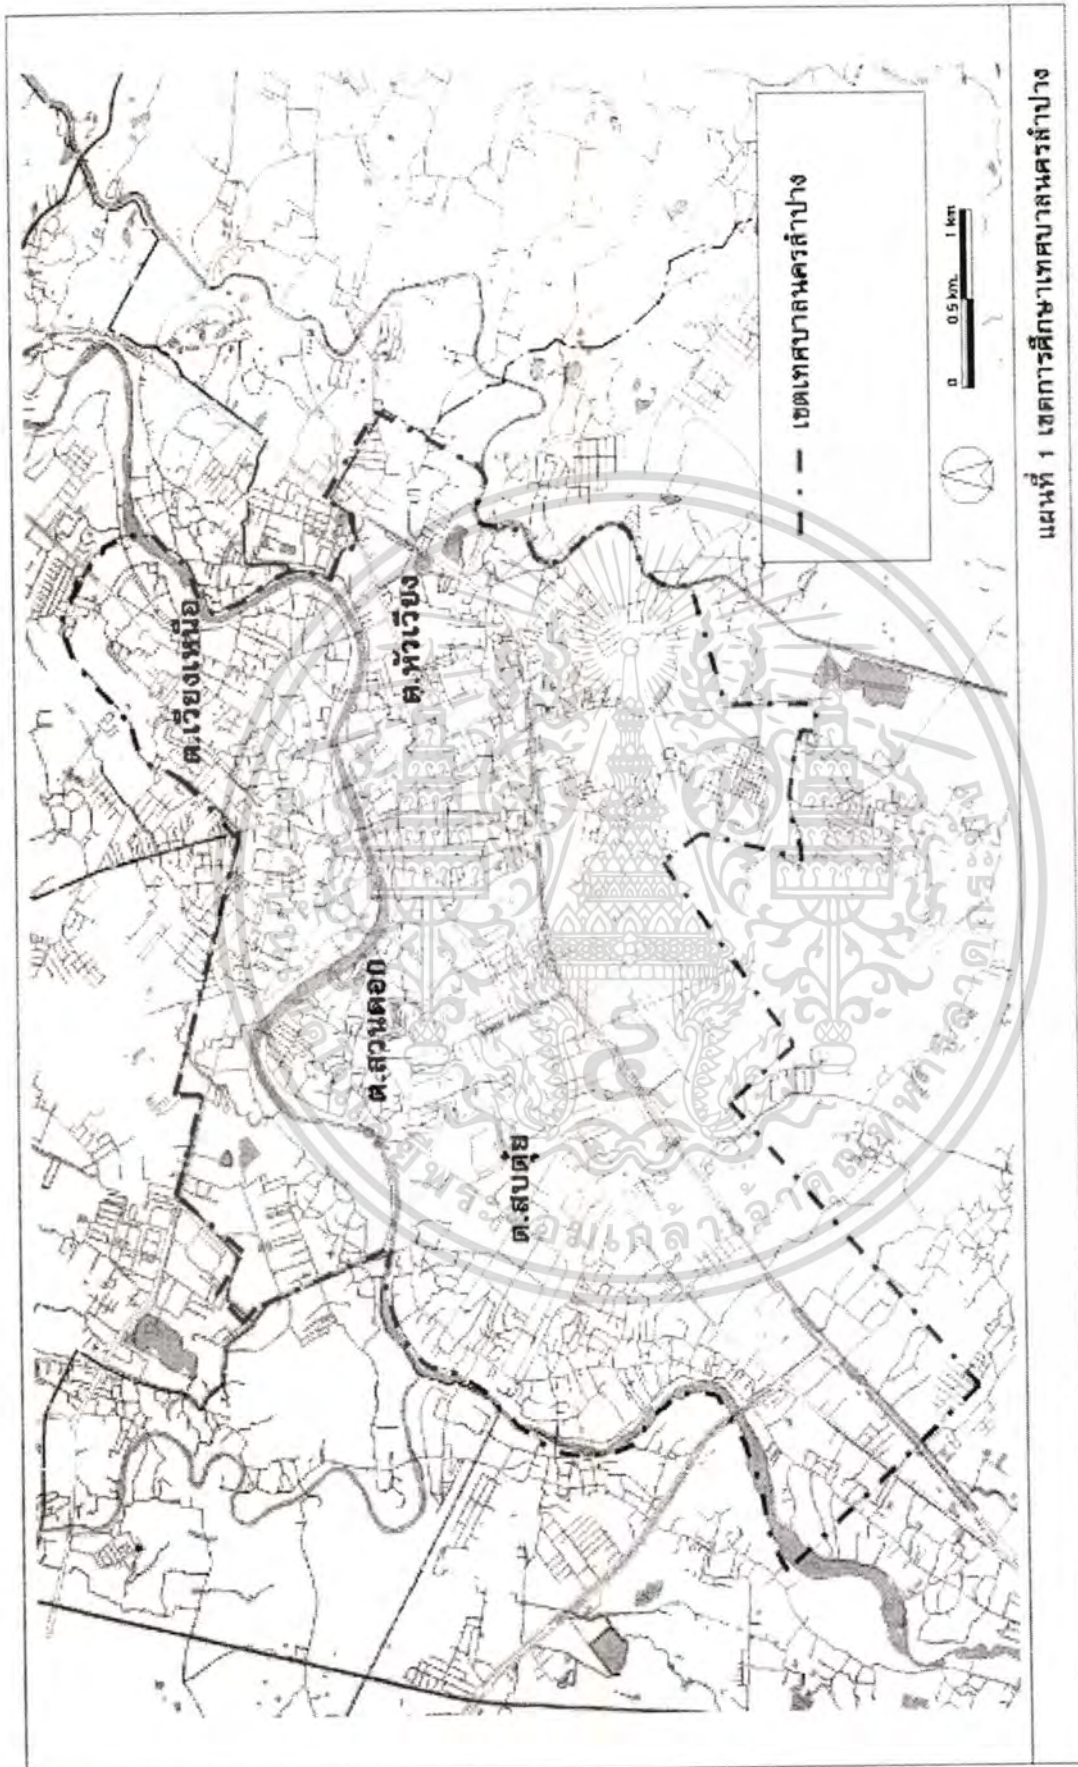 ต.เวียงเหนือ
ต.หัวเวียง
ต.สวนดอก
ต.สบตุ๋ย
เขตเทศบาลนครลำปาง
0 0.5 km. 1 km
แผนที่ 1 เขตการศึกษาเทศบาลนครลำปาง